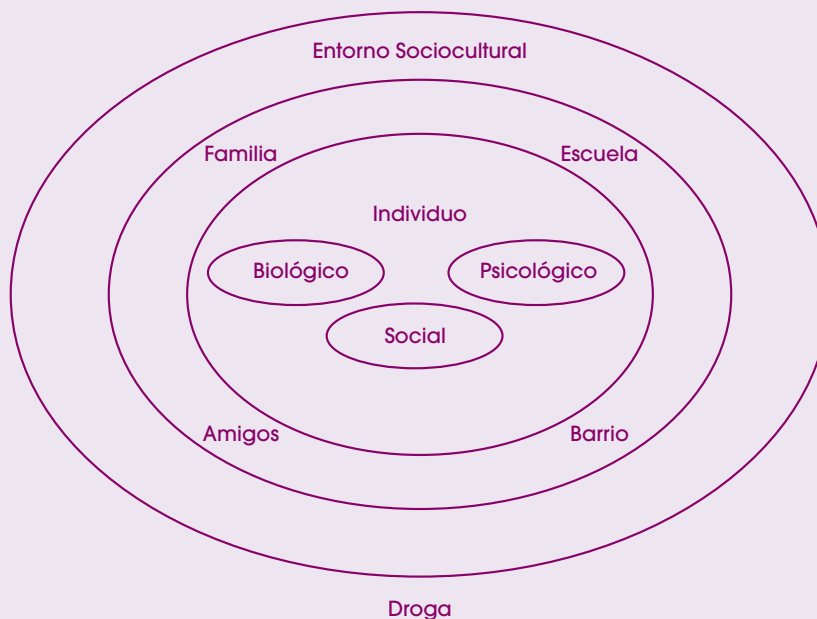 Entorno Sociocultural
Familia
Escuela
Individuo
Biológico
Psicológico
Social
Amigos
Barrio
Droga